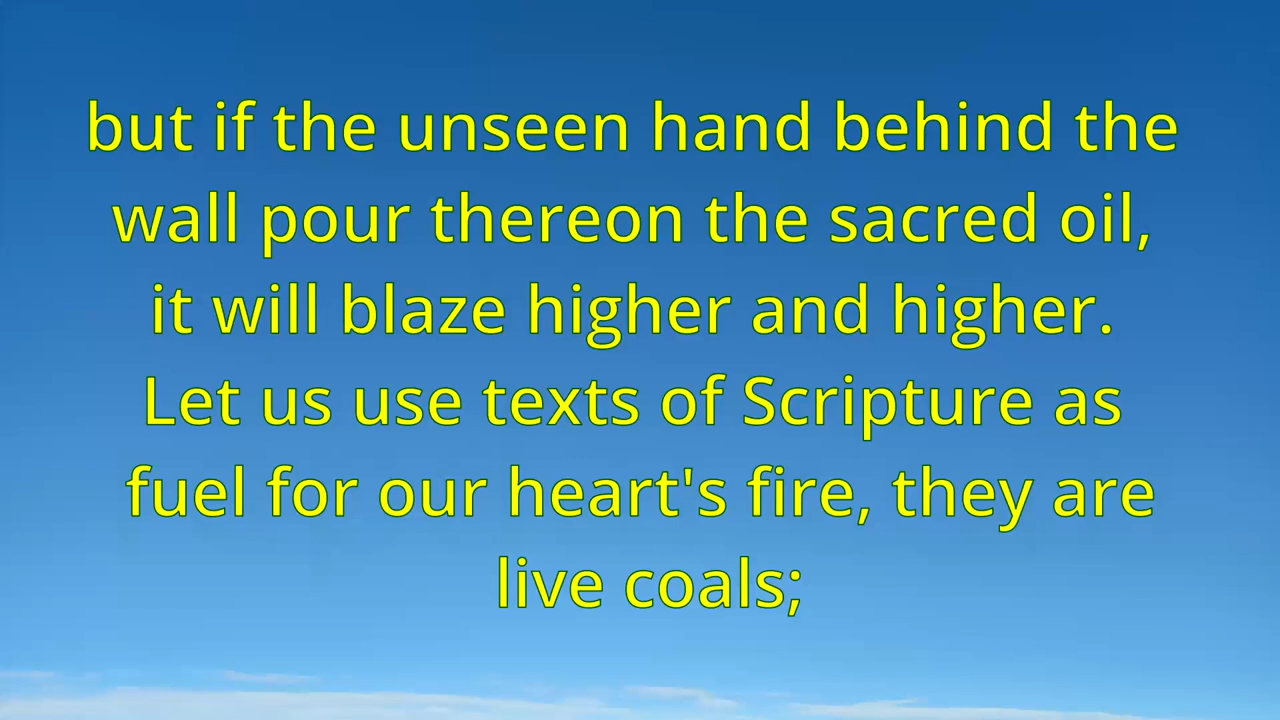 but if the unseen hand behind the
wall pour thereon the sacred oil,
it will blaze higher and higher.
Let us use texts of Scripture as
fuel for our heart's fire, they are
live coals;